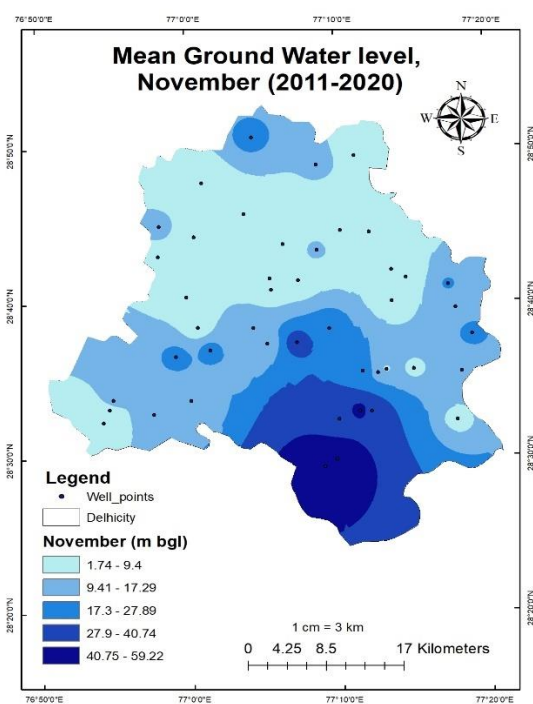 76°50'0"E 77°0'0"E 77°10'0"E 77°20'0"E
Mean Ground Water level,
November (2011-2020)
N
W E
S
28°50'0"N 28°50'0"N
28°40'0"N 28°40'0"N
28°30'0"N 28°30'0"N
28°20'0"N 28°20'0"N
Legend
Well_points
Delhicity
November (m bgl)
1.74 - 9.4
9.41 - 17.29
17.3 - 27.89
27.9 - 40.74
40.75 - 59.22
1 cm = 3 km
0 4.25 8.5 17 Kilometers
76°50'0"E 77°0'0"E 77°10'0"E 77°20'0"E